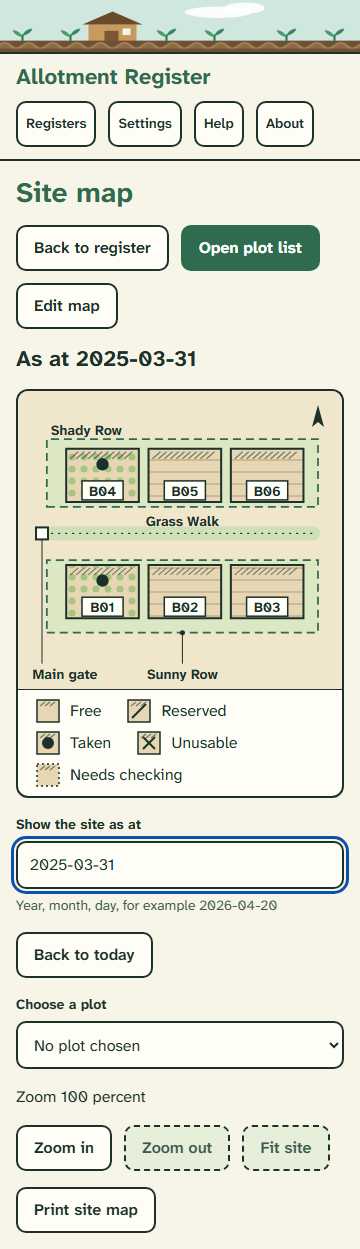 Allotment Register
Registers Settings Help About
Site map
Back to register Open plot list
Edit map
As at 2025-03-31
Shady Row
B04 B05 B06
Grass Walk
B01 B02 B03
Main gate Sunny Row
Free Reserved
Taken Unusable
Needs checking
Show the site as at
2025-03-31
Year, month, day, for example 2026-04-20
Back to today
Choose a plot
No plot chosen
Zoom 100 percent
Zoom in Zoom out Fit site
Print site map